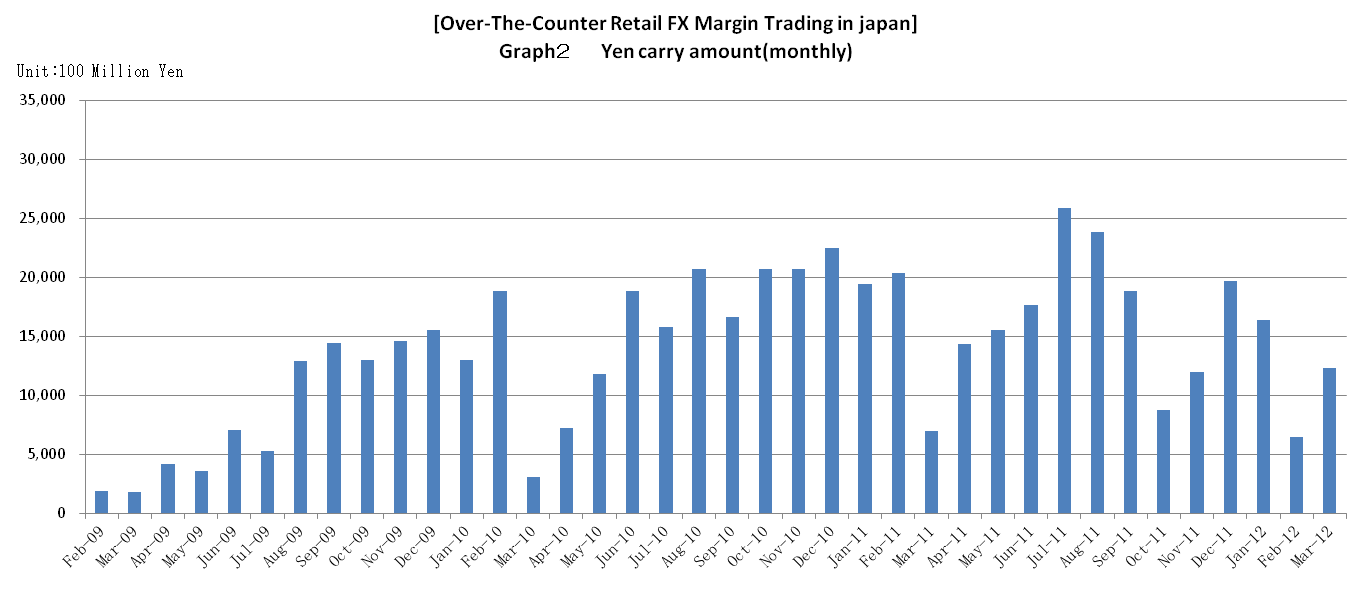 [Over-The-Counter Retail FX Margin Trading in japan]
Graph２ Yen carry amount(monthly)
Unit:100 Million Yen
35,000
30,000
25,000
20,000
15,000
10,000
5,000
0
Feb-09
Mar-09
Apr-09
May-09
Jun-09
Jul-09
Aug-09
Sep-09
Oct-09
Nov-09
Dec-09
Jan-10
Feb-10
Mar-10
Apr-10
May-10
Jun-10
Jul-10
Aug-10
Sep-10
Oct-10
Nov-10
Dec-10
Jan-11
Feb-11
Mar-11
Apr-11
May-11
Jun-11
Jul-11
Aug-11
Sep-11
Oct-11
Nov-11
Dec-11
Jan-12
Feb-12
Mar-12